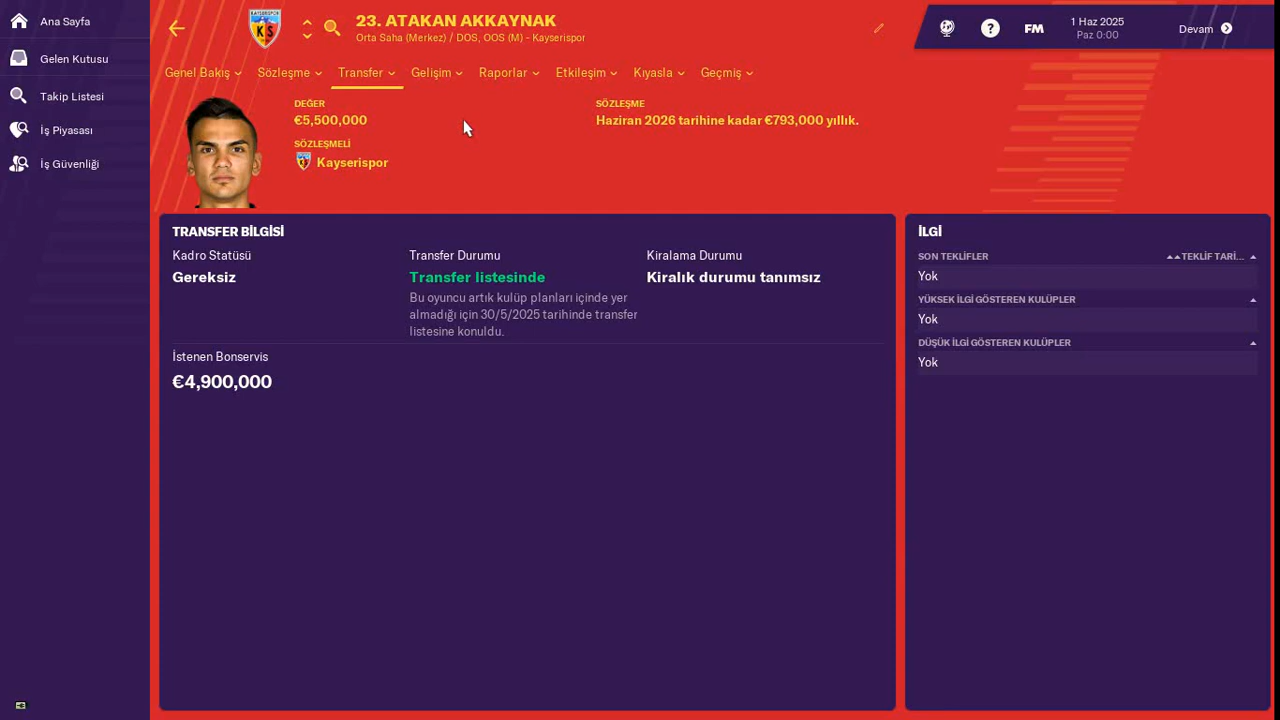 Ana Sayfa
Gelen Kutusu
Takip Listesi
İş Piyasası
İş Güvenliği
KAYSERİSPOR
KS
23. ATAKAN AKKAYNAK
Orta Saha (Merkez) / DOS, OOS (M) - Kayserispor
?
FM
1 Haz 2025
Paz 0:00
Devam
Genel Bakış
Sözleşme
Transfer
Gelişim
Raporlar
Etkileşim
Kıyasla
Geçmiş
DEĞER
€5,500,000
SÖZLEŞMELİ
Kayserispor
SÖZLEŞME
Haziran 2026 tarihine kadar €793,000 yıllık.
TRANSFER BİLGİSİ
Kadro Statüsü
Gereksiz
Transfer Durumu
Transfer listesinde
Bu oyuncu artık kulüp planları içinde yer
almadığı için 30/5/2025 tarihinde transfer
listesine konuldu.
Kiralama Durumu
Kiralık durumu tanımsız
İstenen Bonservis
€4,900,000
İLGİ
SON TEKLİFLER
TEKLİF TARİ...
Yok
YÜKSEK İLGİ GÖSTEREN KULÜPLER
Yok
DÜŞÜK İLGİ GÖSTEREN KULÜPLER
Yok